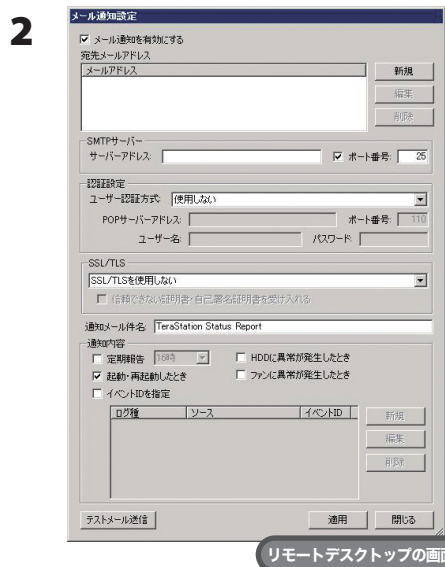 2
メール通知設定
メール通知を有効にする
宛先メールアドレス
メールアドレス
新規
編集
削除
SMTPサーバー
サーバーアドレス:
ポート番号: 25
認証設定
ユーザー認証方式: 使用しない
POPサーバーアドレス: ポート番号: 110
ユーザー名: パスワード:
SSL/TLS
SSL/TLSを使用しない
信頼できない証明書・自己署名証明書を受け入れる
通知メール件名: TeraStation Status Report
通知内容
定期報告 16時 HDDに異常が発生したとき
起動・再起動したとき ファンに異常が発生したとき
イベントIDを指定
ログ種 ソース イベントID
新規
編集
削除
テストメール送信 適用 閉じる
リモートデスクトップの画面